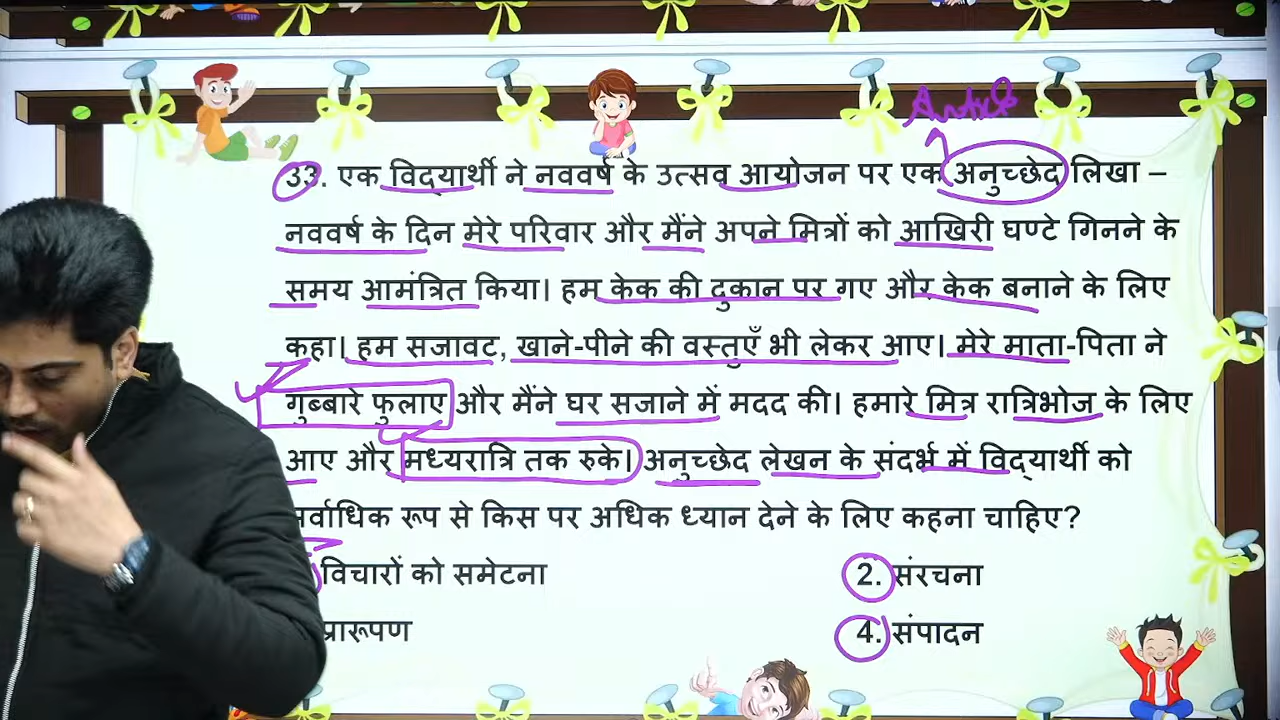 Article
33. एक विद्यार्थी ने नववर्ष के उत्सव आयोजन पर एक अनुच्छेद लिखा –
नववर्ष के दिन मेरे परिवार और मैंने अपने मित्रों को आखिरी घण्टे गिनने के
समय आमंत्रित किया। हम केक की दुकान पर गए और केक बनाने के लिए
कहा। हम सजावट, खाने-पीने की वस्तुएँ भी लेकर आए। मेरे माता-पिता ने
गुब्बारे फुलाए और मैंने घर सजाने में मदद की। हमारे मित्र रात्रिभोज के लिए
आए और मध्यरात्रि तक रुके। अनुच्छेद लेखन के संदर्भ में विद्यार्थी को
सर्वाधिक रूप से किस पर अधिक ध्यान देने के लिए कहना चाहिए?
विचारों को समेटना 2. संरचना
प्रारूपण 4. संपादन